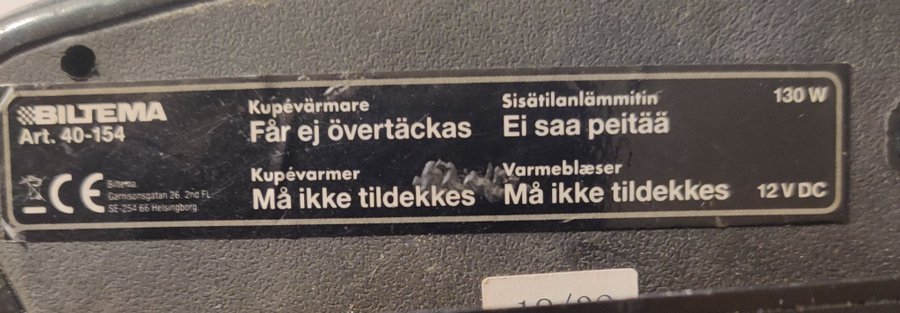 BILTEMA
Art. 40-154
Kupévärmare
Får ej övertäckas
Sisätilanlämmitin
Ei saa peitää
130 W
Kupévarmer
Må ikke tildekkes
Varmeblæser
Må ikke tildekkes
12 V DC
CE
Biltema
Garnisonsgatan 26. 2nd FL.
SE-254 66 Helsingborg